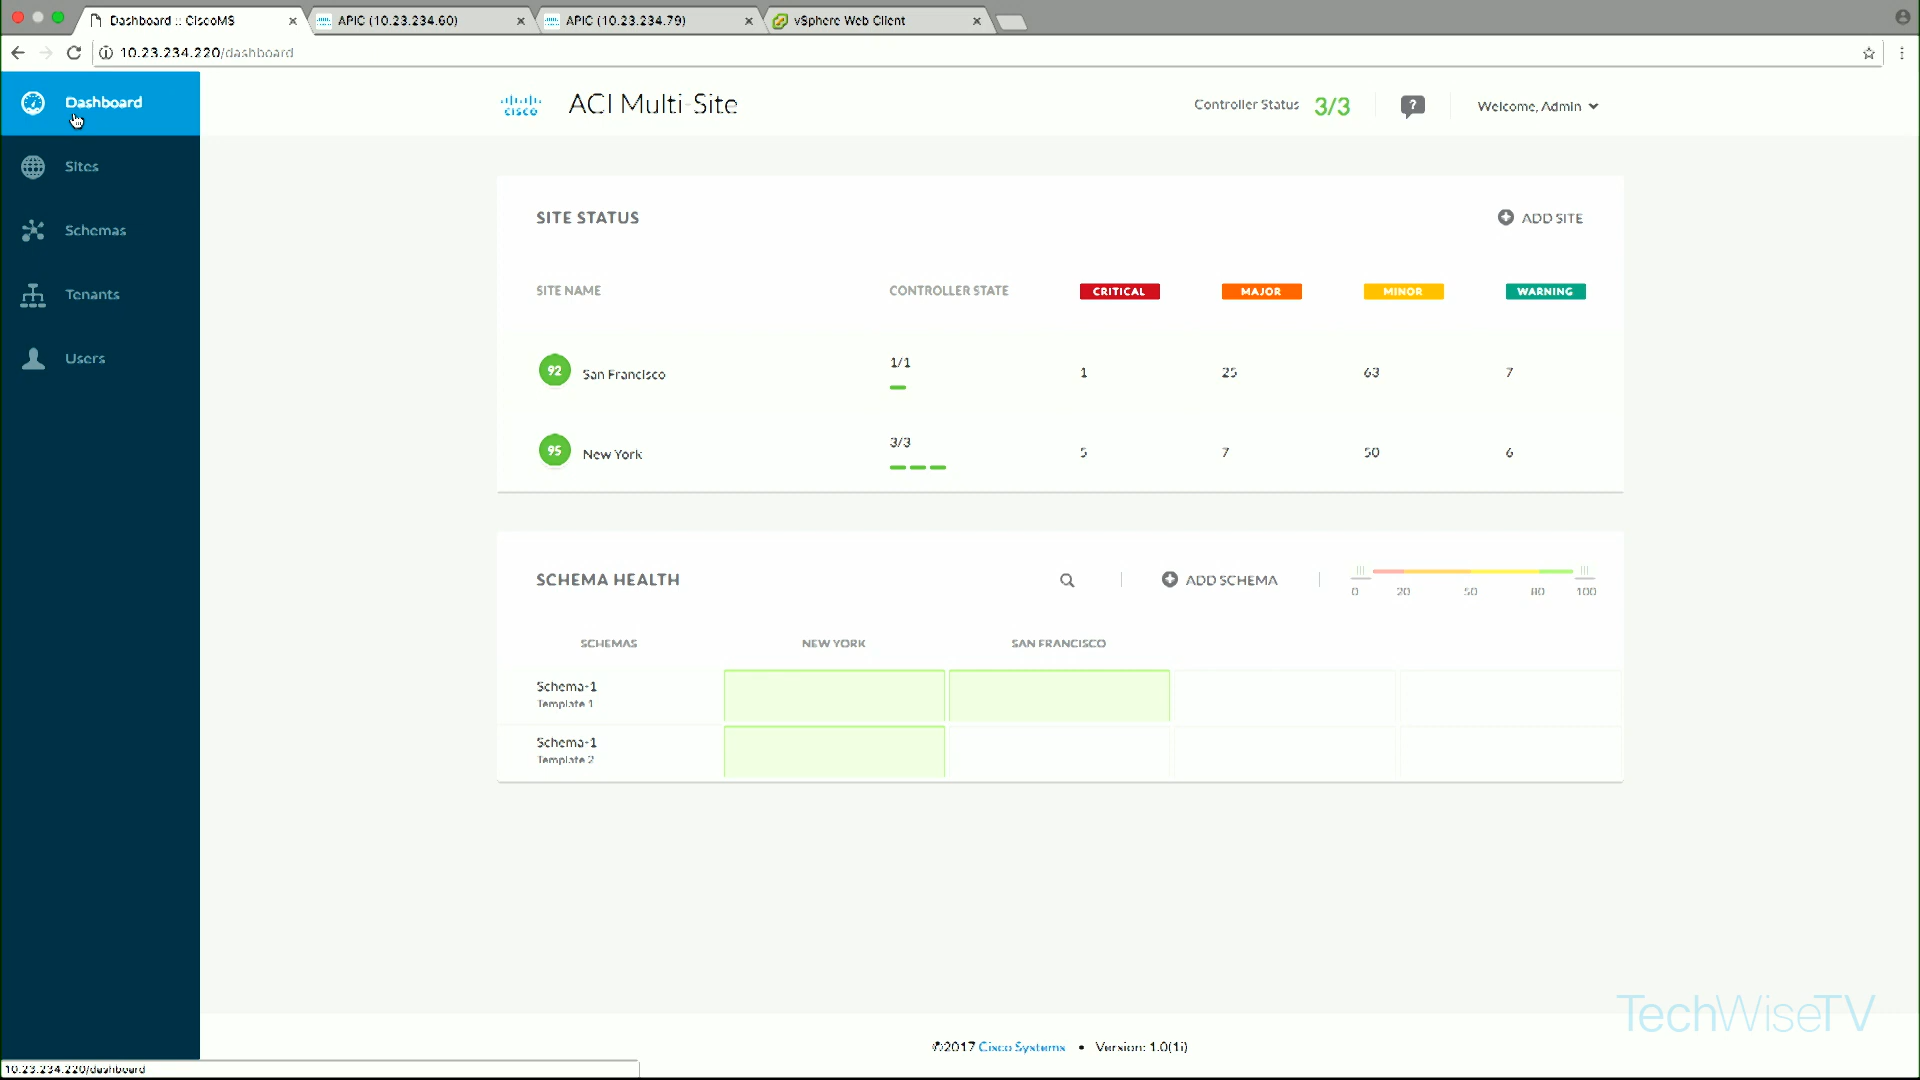 Dashboard :: CiscoMS
APIC (10.23.234.60)
APIC (10.23.234.79)
vSphere Web Client
10.23.234.220/dashboard
Dashboard
Sites
Schemas
Tenants
Users
cisco
ACI Multi-Site
Controller Status 3/3
?
Welcome, Admin
SITE STATUS
ADD SITE
SITE NAME CONTROLLER STATE CRITICAL MAJOR MINOR WARNING
92 San Francisco 1/1 1 25 63 7
95 New York 3/3 5 7 50 6
SCHEMA HEALTH
ADD SCHEMA
0 20 50 80 100
SCHEMAS NEW YORK SAN FRANCISCO
Schema-1
Template 1
Schema-1
Template 2
TechWiseTV
©2017 Cisco Systems • Version: 1.0(1i)
10.23.234.220/dashboard